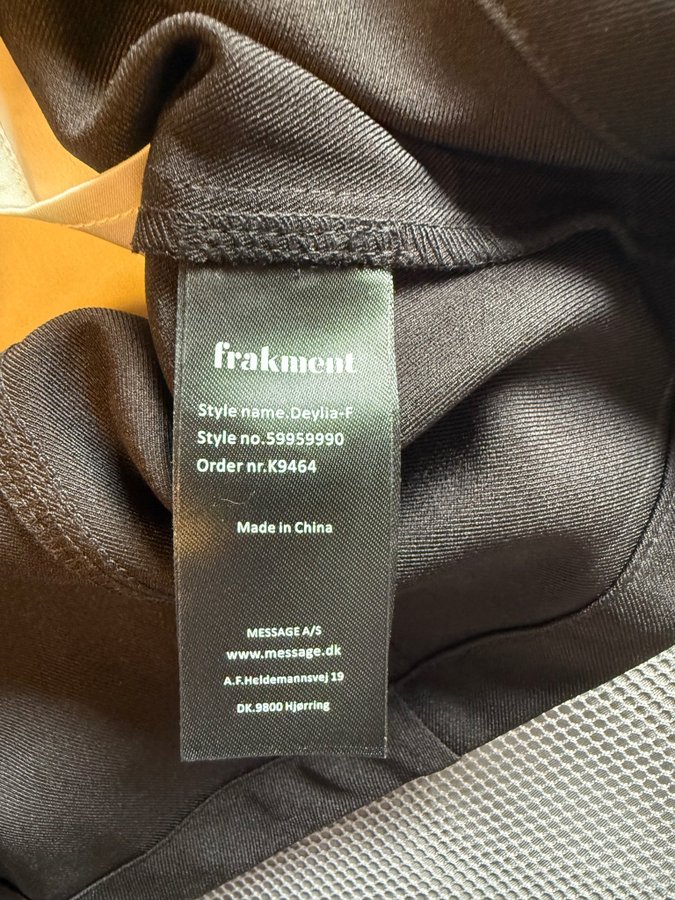 frakment
Style name.Deylia-F
Style no.59959990
Order nr.K9464
Made in China
MESSAGE A/S
www.message.dk
A.F.Heldemannsvej 19
DK.9800 Hjørring